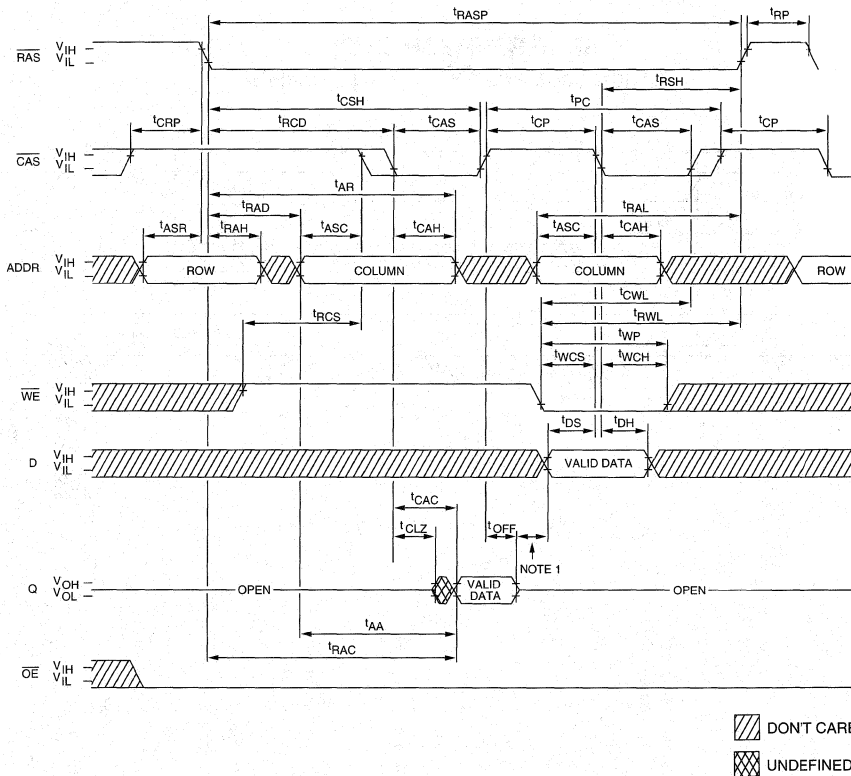 tRASP
tRP
RAS VIH
VIL
tRSH
tCSH
tPC
tCRP
tRCD
tCAS
tCP
tCAS
tCP
CAS VIH
VIL
tAR
tRAD
tRAL
tASR
tRAH
tASC
tCAH
tASC
tCAH
ADDR VIH
VIL
ROW
COLUMN
COLUMN
ROW
tCWL
tRCS
tRWL
tWP
tWCS
tWCH
WE VIH
VIL
tDS
tDH
D VIH
VIL
VALID DATA
tCAC
tCLZ
tOFF
NOTE 1
Q VOH
VOL
OPEN
VALID
DATA
OPEN
tAA
tRAC
OE VIH
VIL
DON'T CARE
UNDEFINED